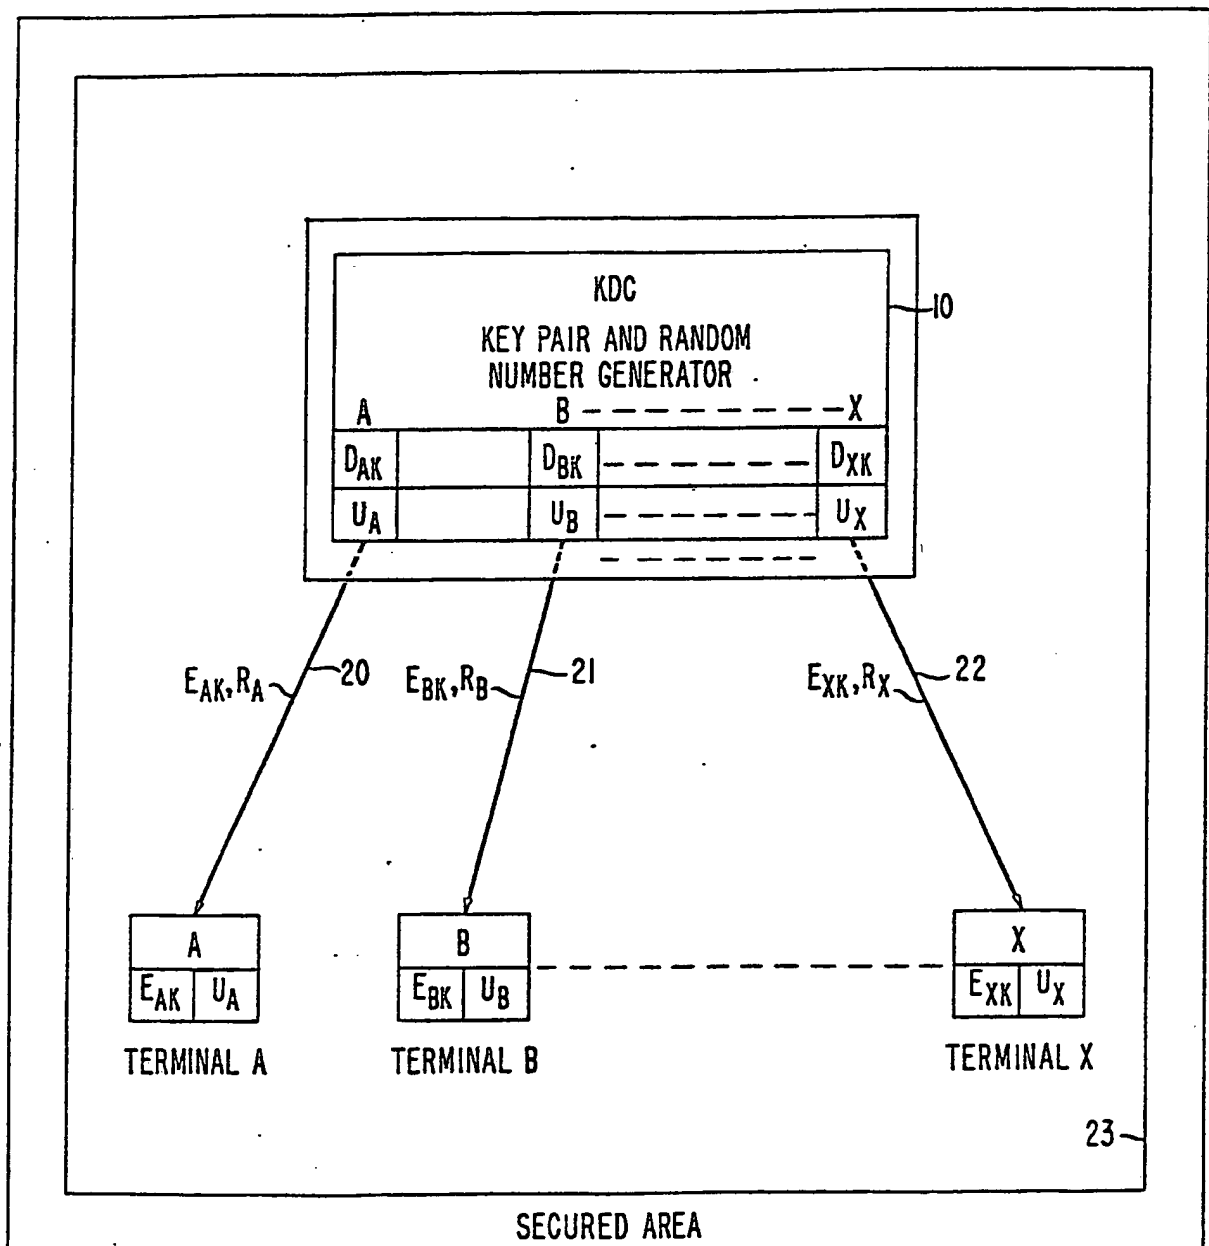 KDC
10
KEY PAIR AND RANDOM
NUMBER GENERATOR
A B X
D_AK D_BK D_XK
U_A U_B U_X
E_AK, R_A 20 E_BK, R_B 21 E_XK, R_X 22
A B X
E_AK U_A E_BK U_B E_XK U_X
TERMINAL A TERMINAL B TERMINAL X
23
SECURED AREA